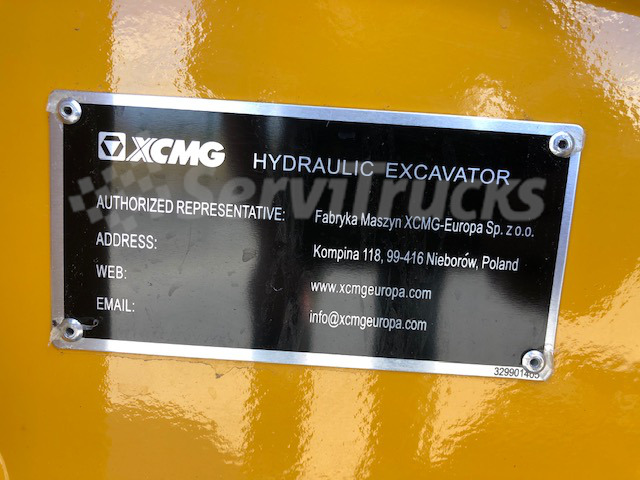 XCMG HYDRAULIC EXCAVATOR
ServiTrucks
AUTHORIZED REPRESENTATIVE: Fabryka Maszyn XCMG-Europa Sp. z o.o.
ADDRESS: Kompina 118, 99-416 Nieborów, Poland
WEB: www.xcmgeuropa.com
EMAIL: info@xcmgeuropa.com